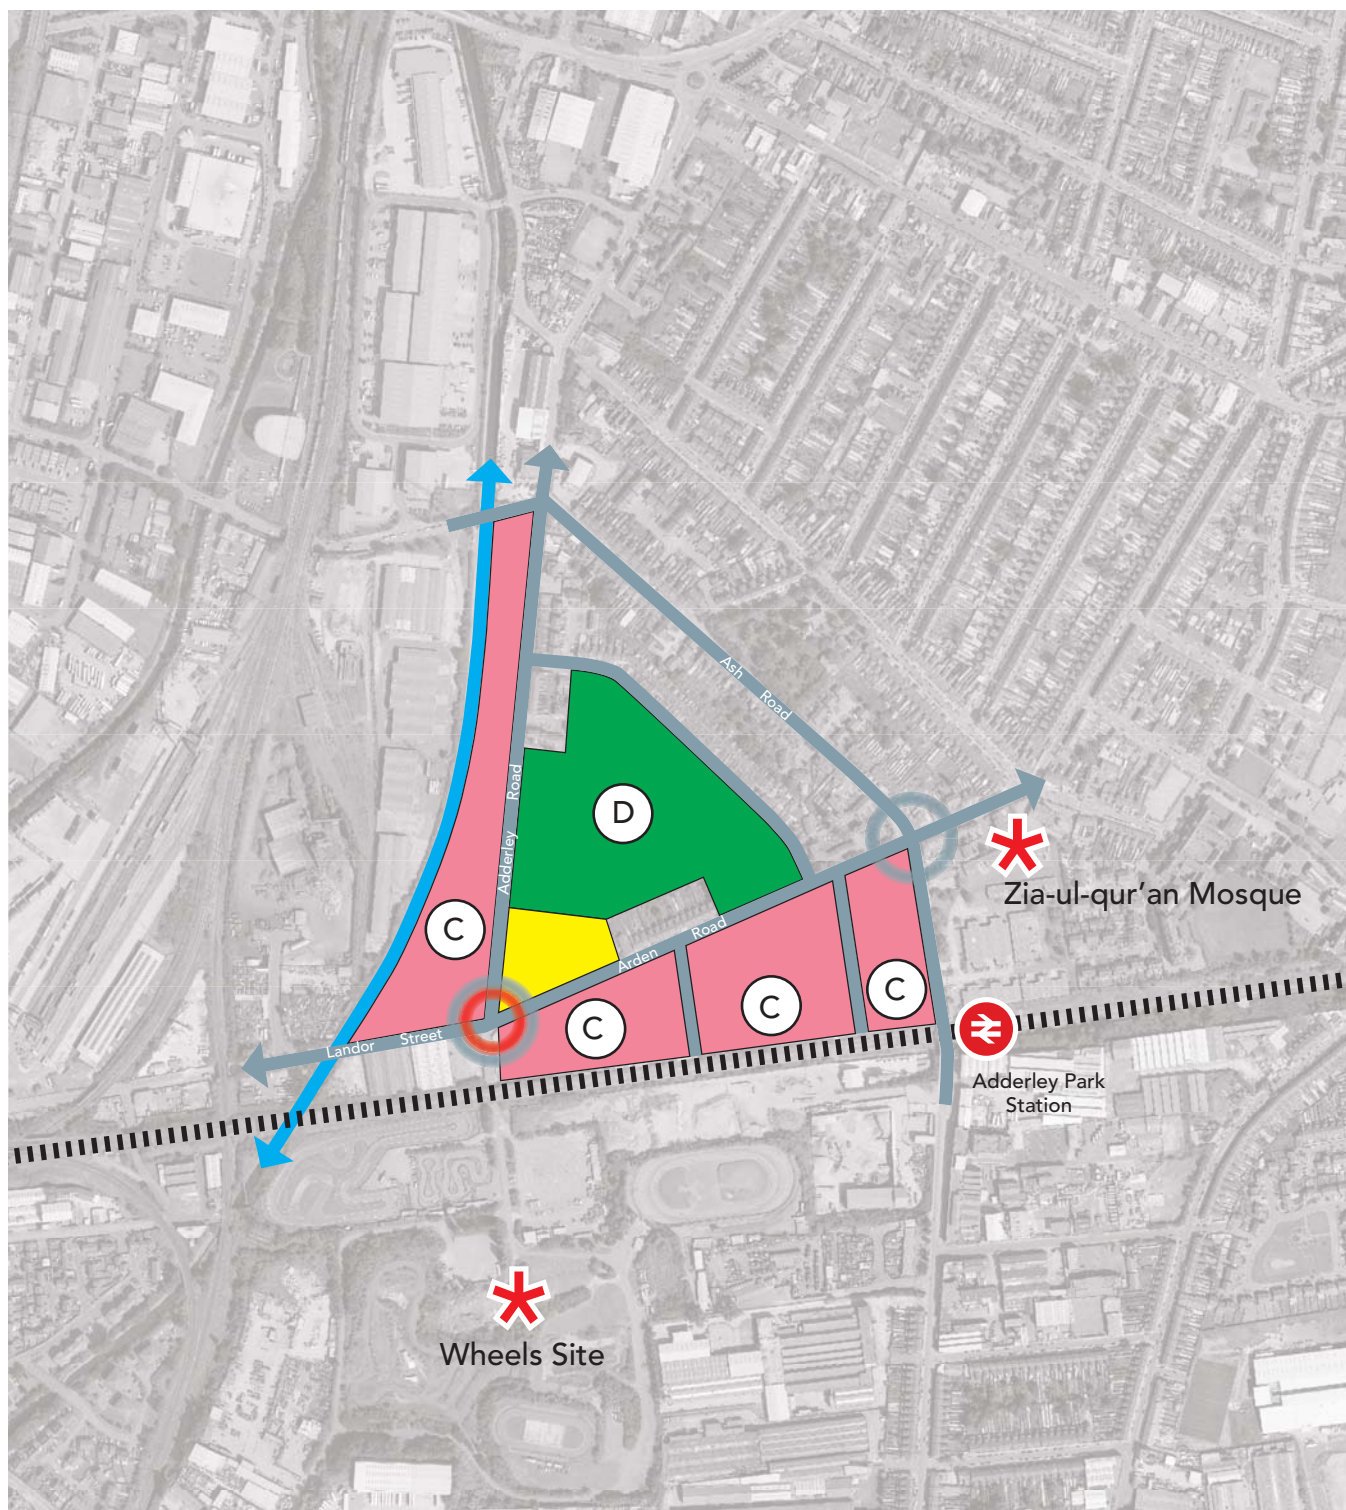 Ash Road
Adderley Road
D
Zia-ul-qur'an Mosque
C
Arden Road
C
C
C
Landor Street
Adderley Park
Station
Wheels Site